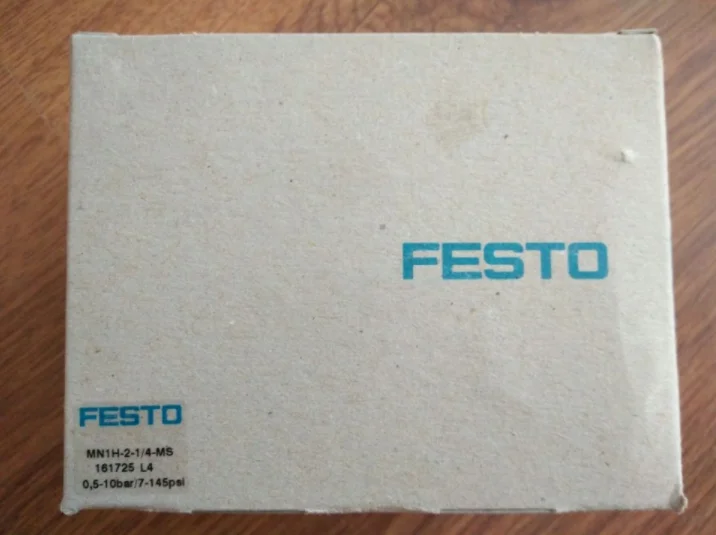 FESTO
FESTO
MN1H-2-1/4-MS
161725 L4
0,5-10bar/7-145psi